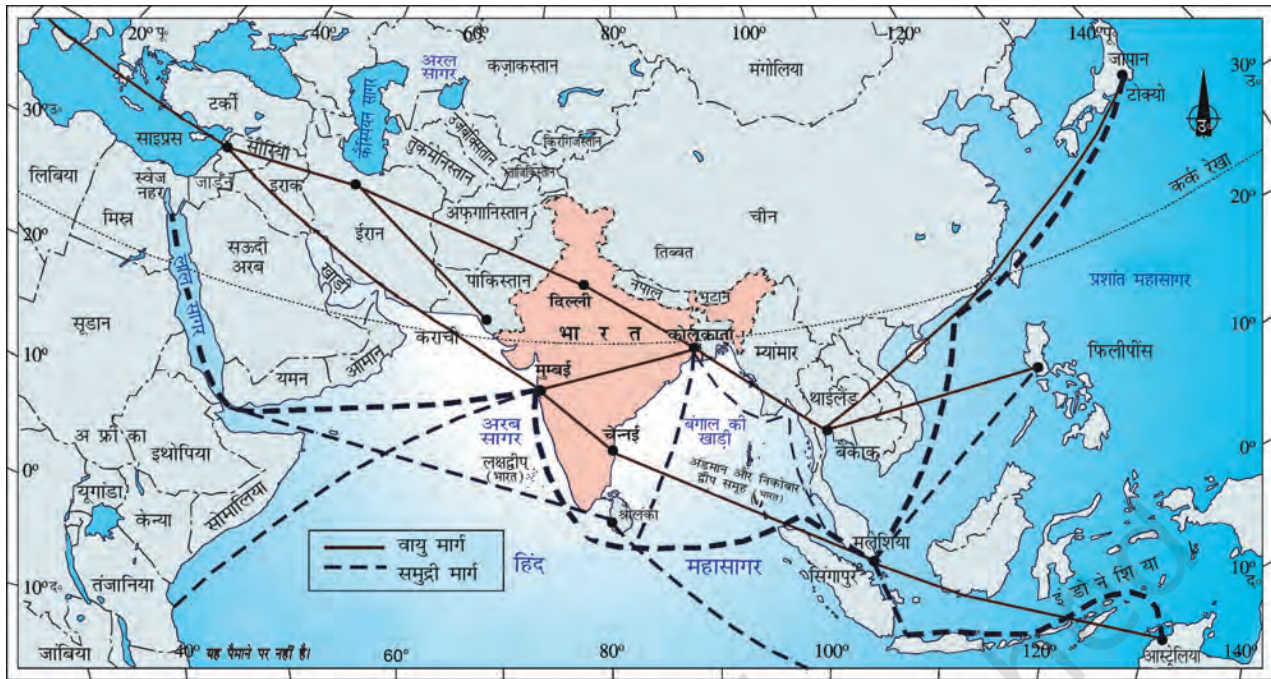 20° पू॰
40°
60°
80°
100°
120°
140° पू॰
जापान
30°
उ॰
टोक्यो
उ॰
अरल
सागर
कज़ाकस्तान
मंगोलिया
टर्की
कैस्पियन सागर
उज़बेकिस्तान
किरगिजस्तान
30° उ॰
साइप्रस
सीरिया
तुर्कमेनिस्तान
ताजिकिस्तान
कर्क रेखा
लिबिया
स्वेज
नहर
जार्डन
इराक
20°
मिस्र
अफ़गानिस्तान
चीन
सऊदी
अरब
ईरान
तिब्बत
20°
लाल सागर
पाकिस्तान
दिल्ली
नेपाल
भूटान
प्रशांत महासागर
सूडान
कराची
भारत
कोलकाता
म्यांमार
10°
फिलीपींस
10°
ओमान
यमन
मुम्बई
थाईलैंड
अफ्रीका
इथोपिया
अरब
सागर
चेन्नई
बंगाल की
खाड़ी
बैंकाक
0°
0°
लक्षद्वीप
(भारत)
अंडमान और निकोबार
द्वीप समूह (भारत)
यूगांडा
केन्या
सोमालिया
श्रीलंका
मलेशिया
वायु मार्ग
समुद्री मार्ग
हिंद
महासागर
सिंगापुर
इंडोनेशिया
10° द॰
तंजानिया
10°
द॰
जांबिया
40°
यह पैमाने पर नहीं है।
60°
80°
100°
120°
आस्ट्रेलिया
140°